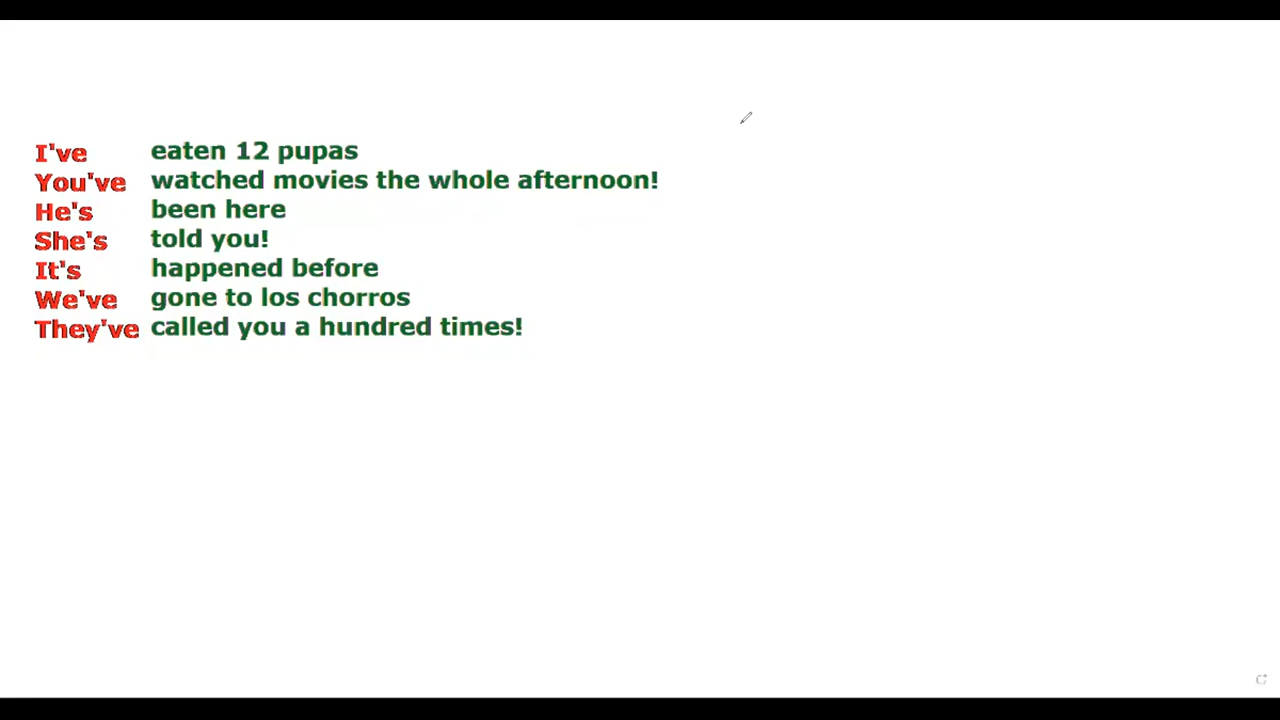 I've eaten 12 pupas
You've watched movies the whole afternoon!
He's been here
She's told you!
It's happened before
We've gone to los chorros
They've called you a hundred times!